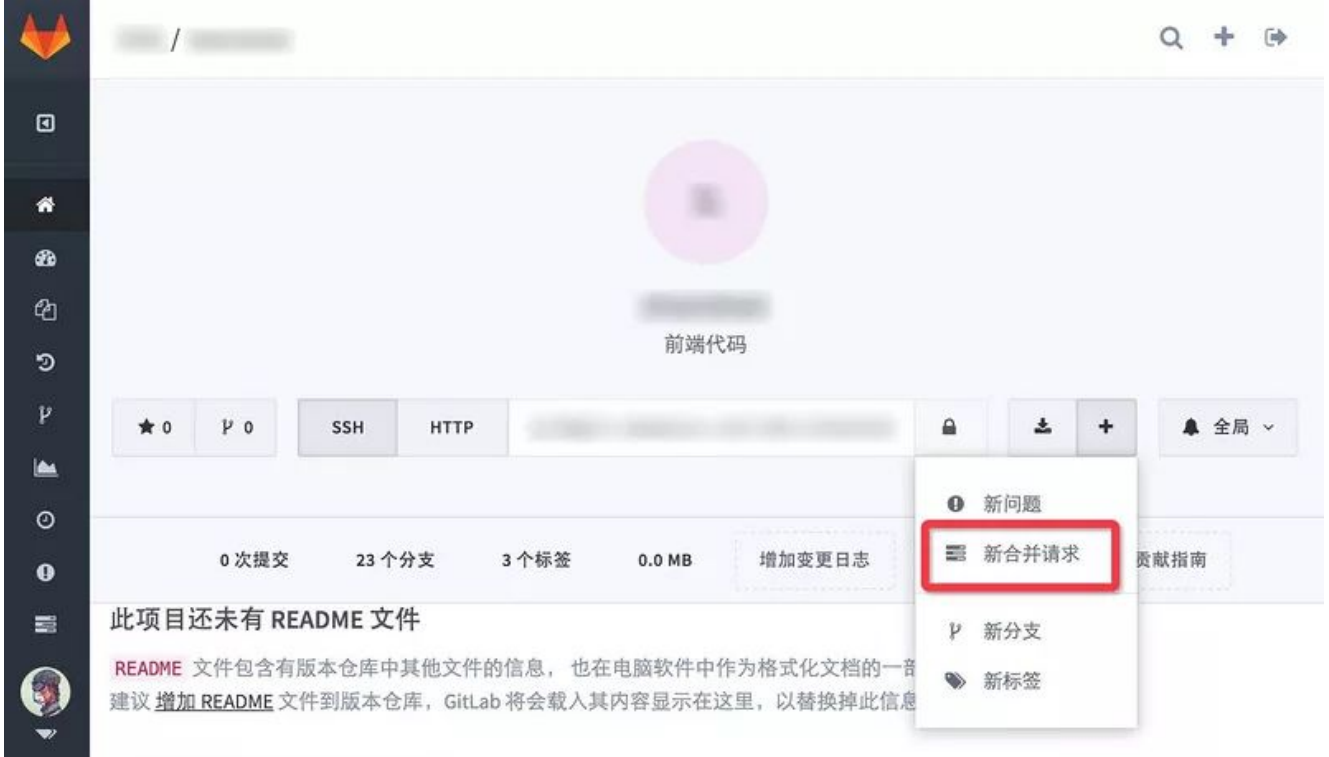 /
前端代码
0
0
SSH
HTTP
全局
新问题
新合并请求
新分支
新标签
0 次提交
23 个分支
3 个标签
0.0 MB
增加变更日志
贡献指南
此项目还未有 README 文件
README 文件包含有版本仓库中其他文件的信息，也在电脑软件中作为格式化文档的一部
建议 增加 README 文件到版本仓库，GitLab 将会载入其内容显示在这里，以替换掉此信息